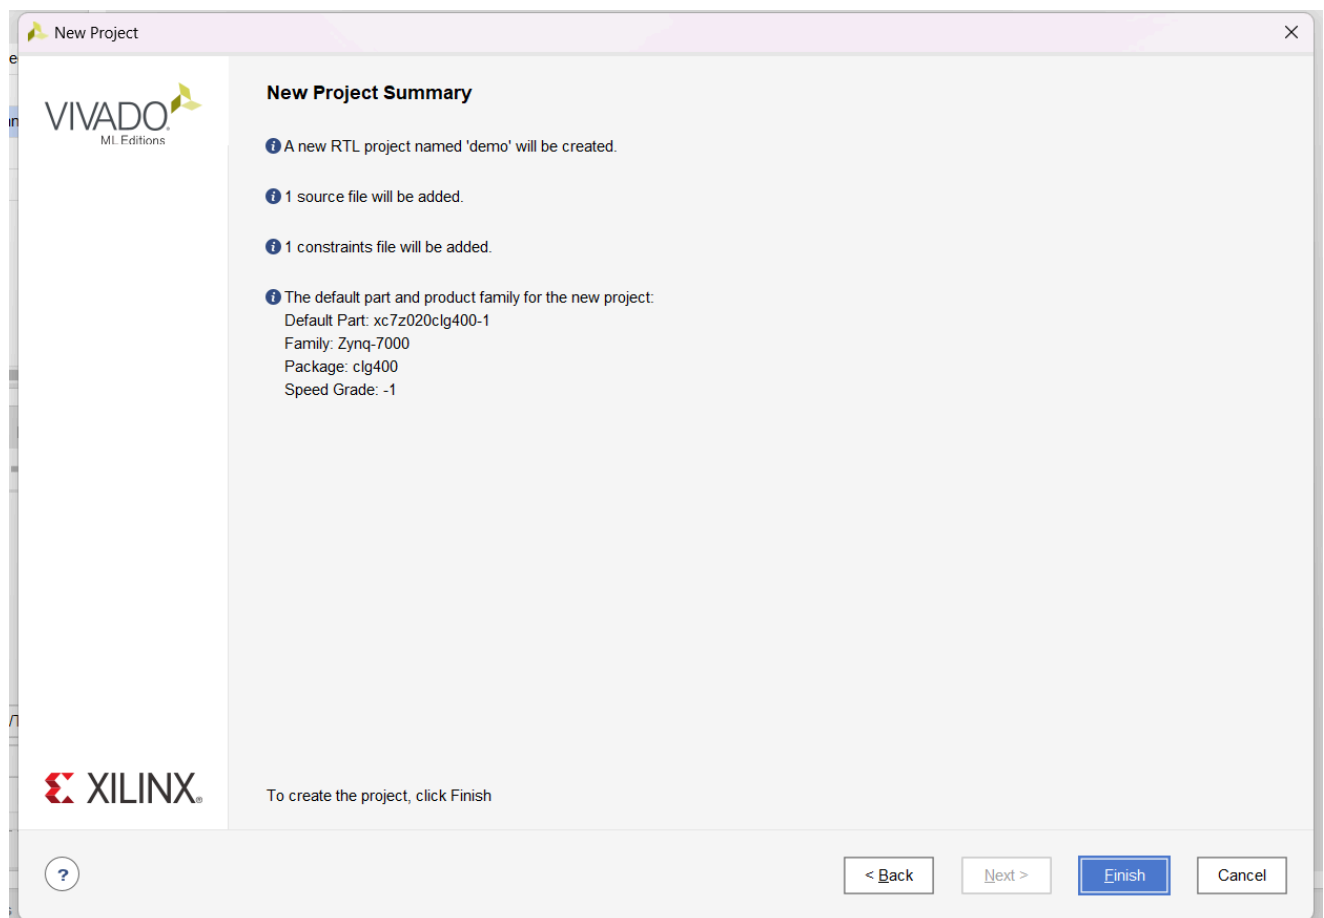 New Project
VIVADO.
ML Editions
New Project Summary
A new RTL project named 'demo' will be created.
1 source file will be added.
1 constraints file will be added.
The default part and product family for the new project:
Default Part: xc7z020clg400-1
Family: Zynq-7000
Package: clg400
Speed Grade: -1
XILINX
To create the project, click Finish
?
< Back
Next >
Finish
Cancel